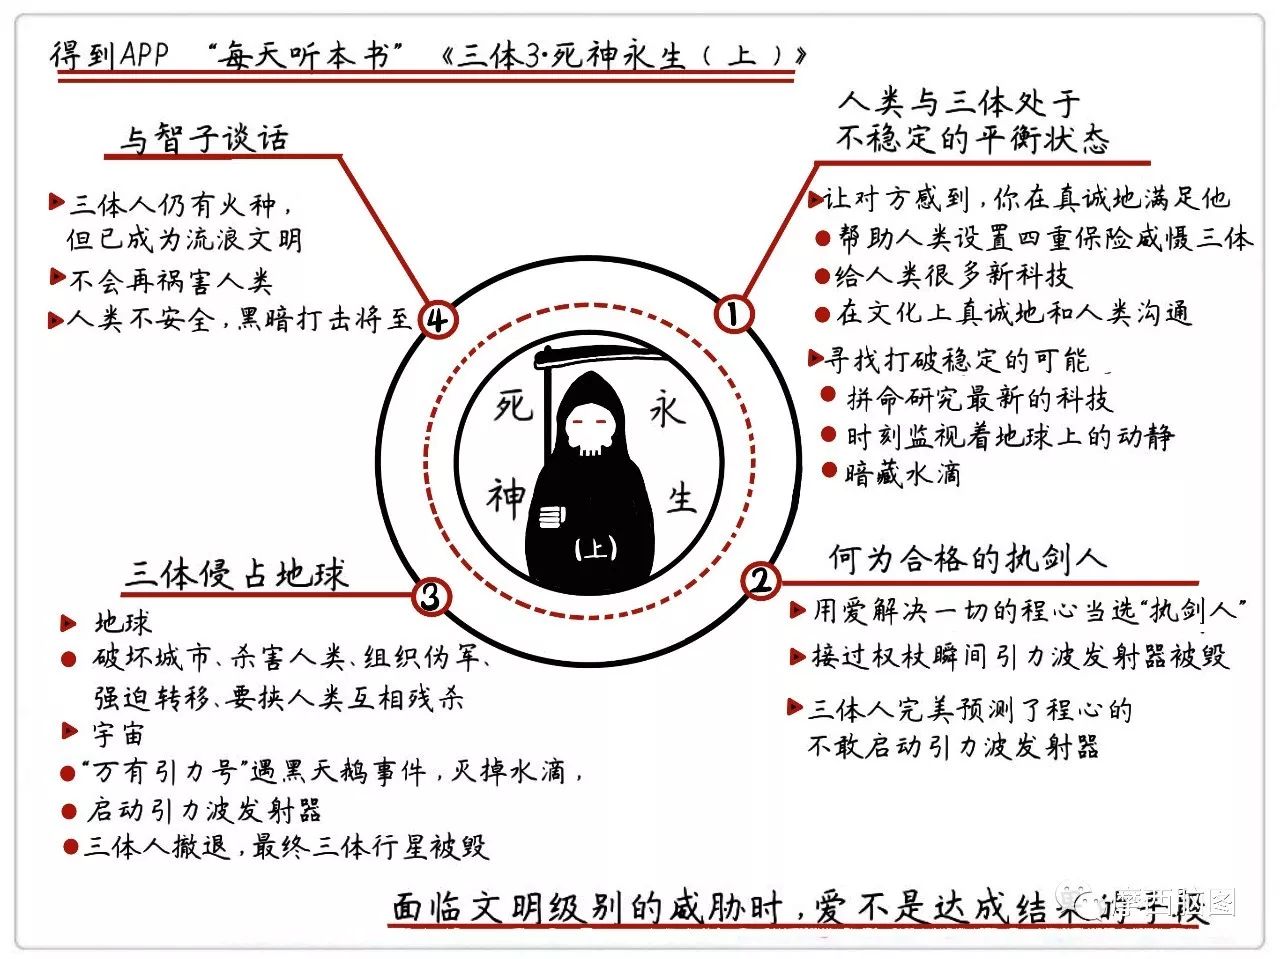 得到APP “每天听本书” 《三体3·死神永生（上）》
人类与三体处于
不稳定的平衡状态
让对方感到，你在真诚地满足他
帮助人类设置四重保险威慑三体
给人类很多新科技
在文化上真诚地和人类沟通
寻找打破稳定的可能
拼命研究最新的科技
时刻监视着地球上的动静
暗藏水滴
何为合格的执剑人
用爱解决一切的程心当选“执剑人”
接过权杖瞬间引力波发射器被毁
三体人完美预测了程心的
不敢启动引力波发射器
三体侵占地球
地球
破坏城市、杀害人类、组织伪军、
强迫转移、要挟人类互相残杀
宇宙
“万有引力号”遇黑天鹅事件，灭掉水滴，
启动引力波发射器
三体人撤退，最终三体行星被毁
与智子谈话
三体人仍有火种，
但已成为流浪文明
不会再祸害人类
人类不安全，黑暗打击将至
①
②
③
④
死 永
神 生
（上）
面临文明级别的威胁时，爱不是达成结果的手段
摩西脑图